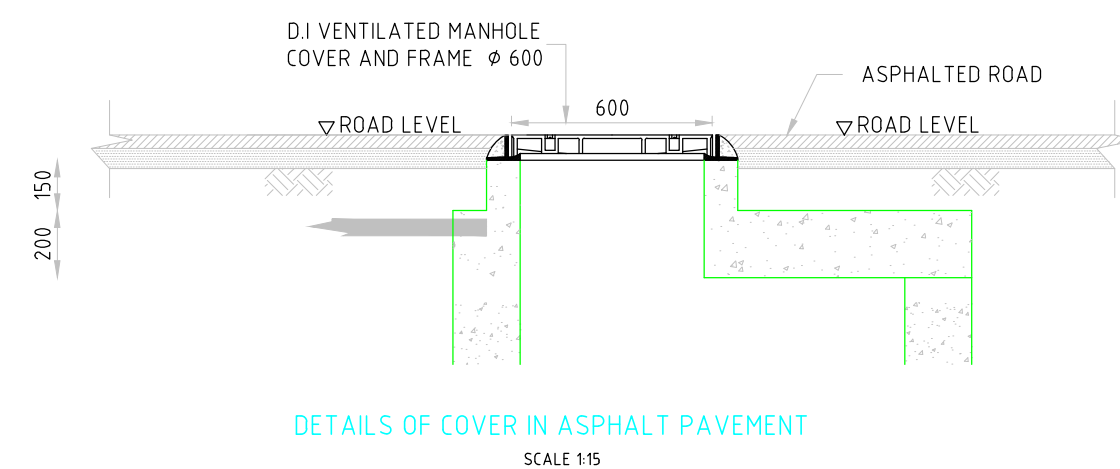 D.I VENTILATED MANHOLE
COVER AND FRAME ⌀ 600
ASPHALTED ROAD
600
ROAD LEVEL
ROAD LEVEL
150
200
DETAILS OF COVER IN ASPHALT PAVEMENT
SCALE 1:15